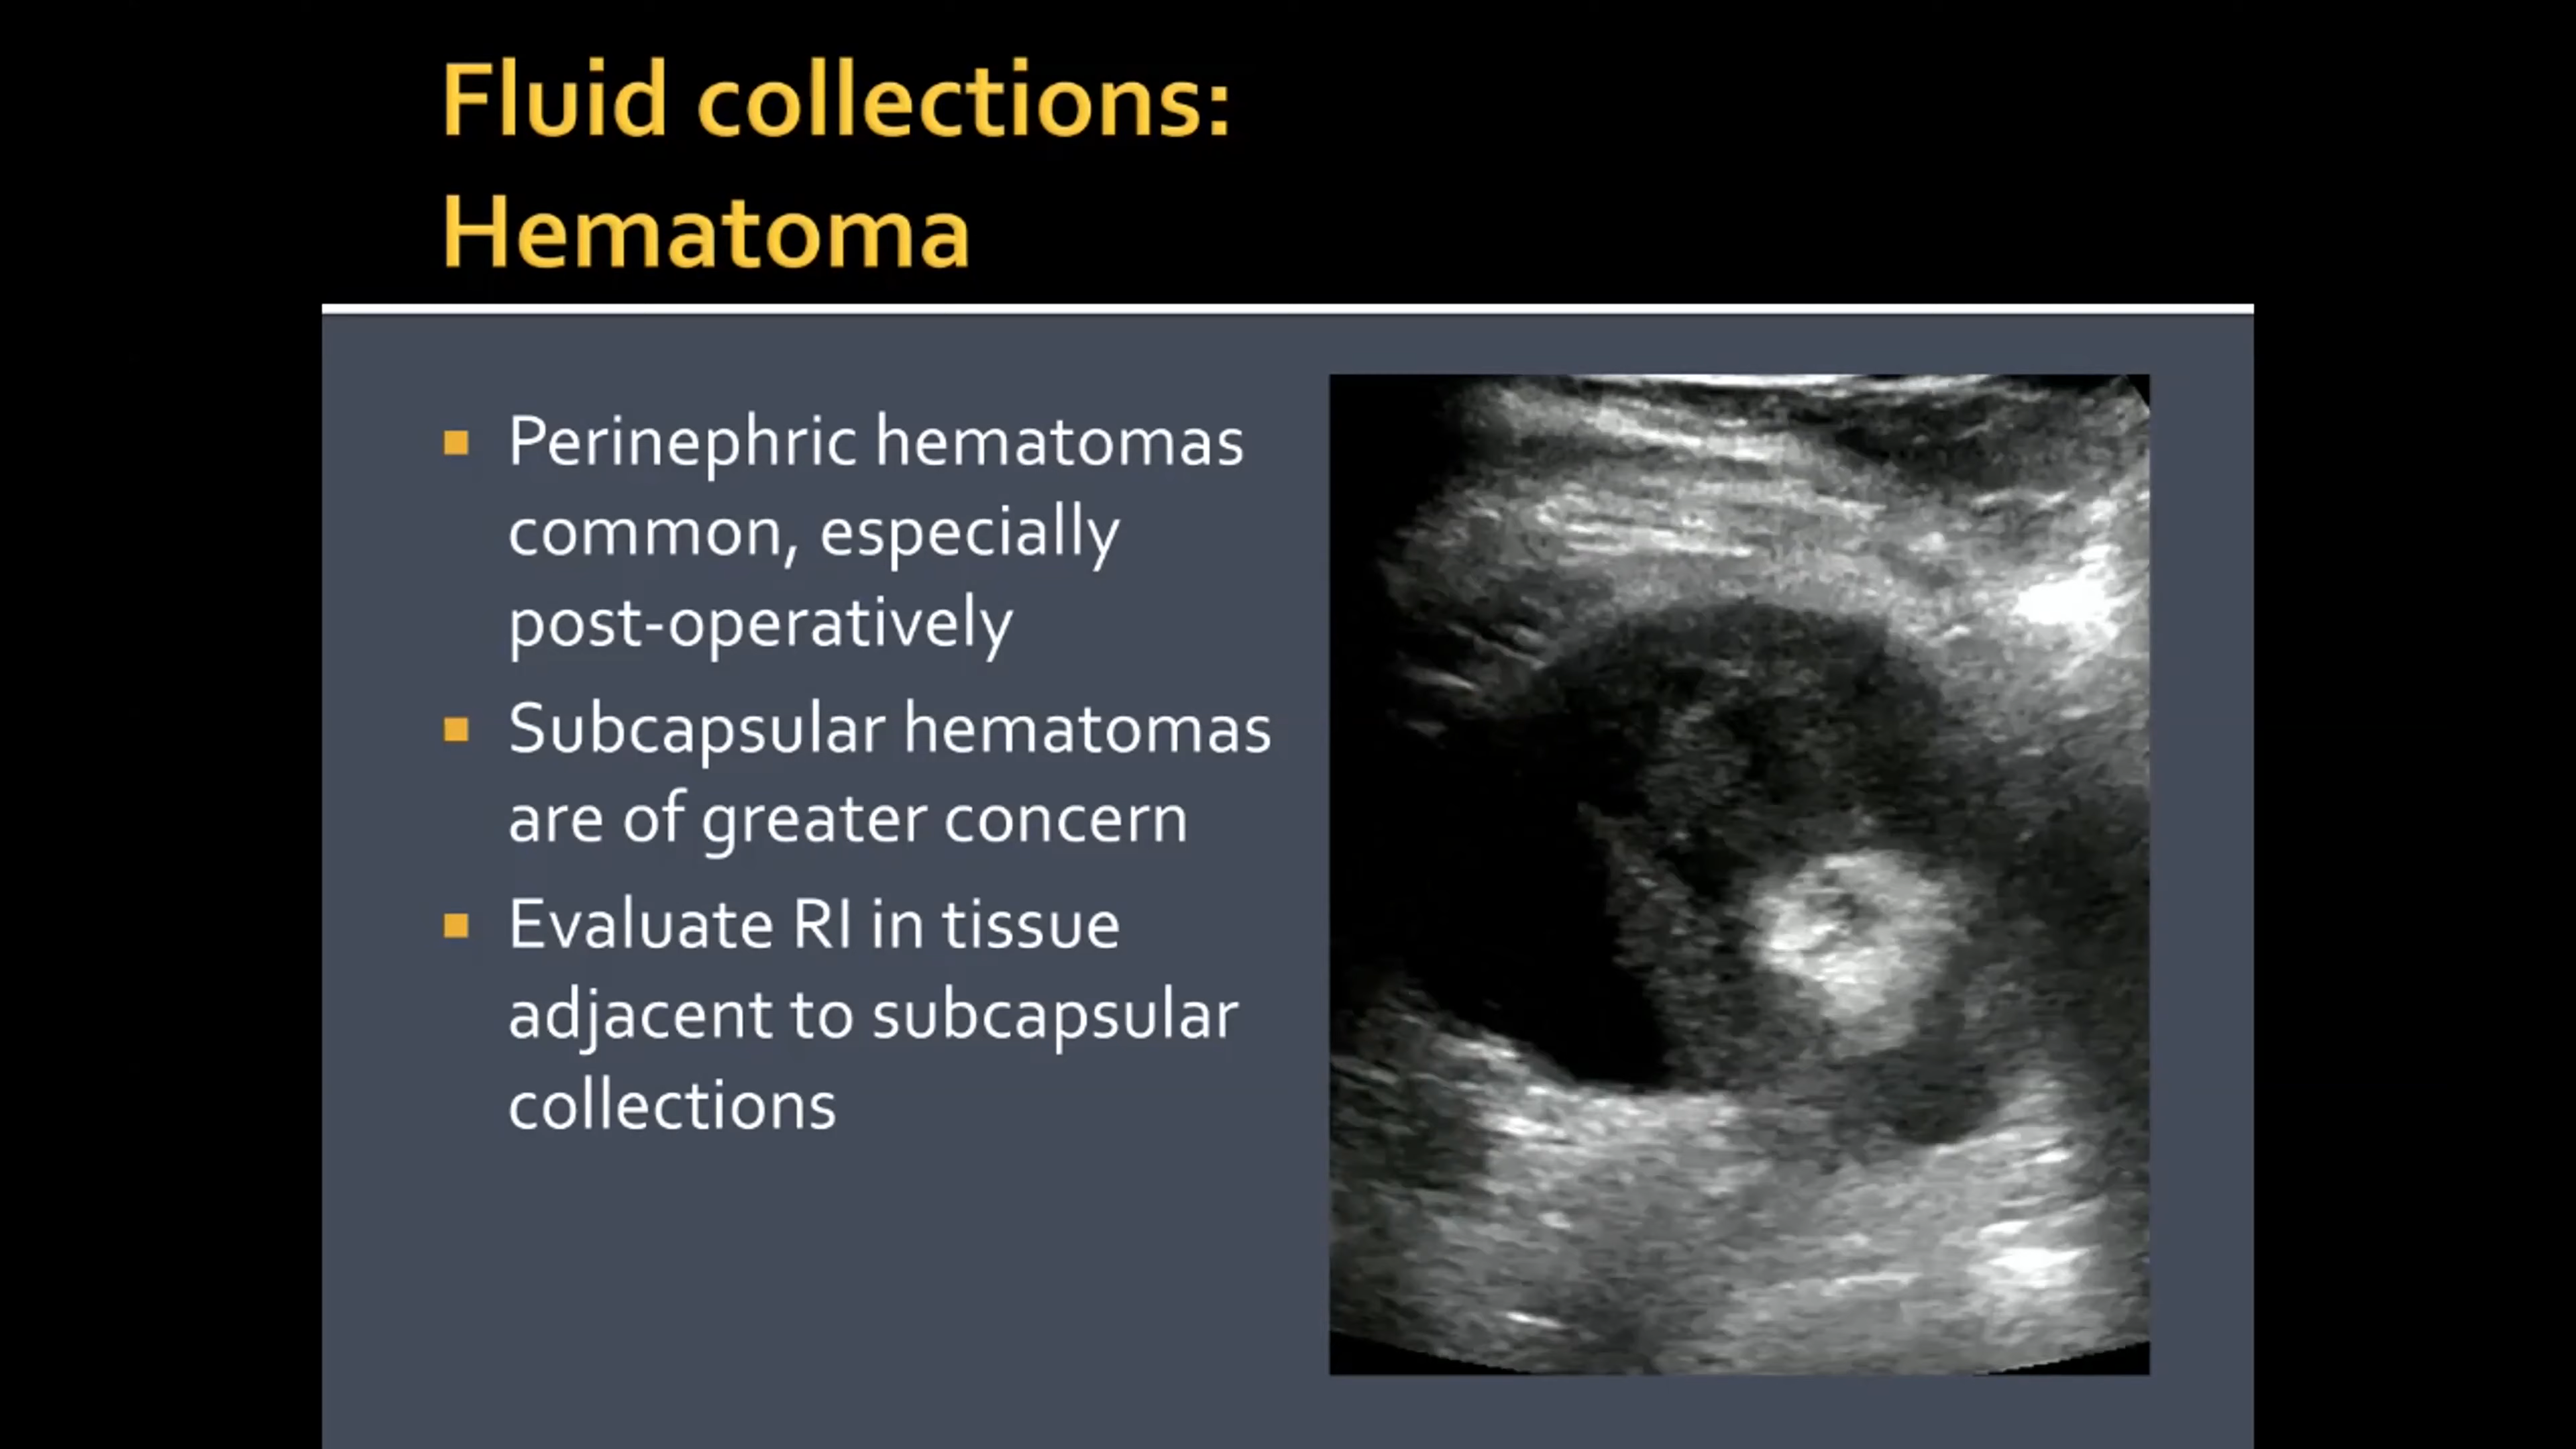 Fluid collections:
Hematoma
Perinephric hematomas
common, especially
post-operatively
Subcapsular hematomas
are of greater concern
Evaluate RI in tissue
adjacent to subcapsular
collections